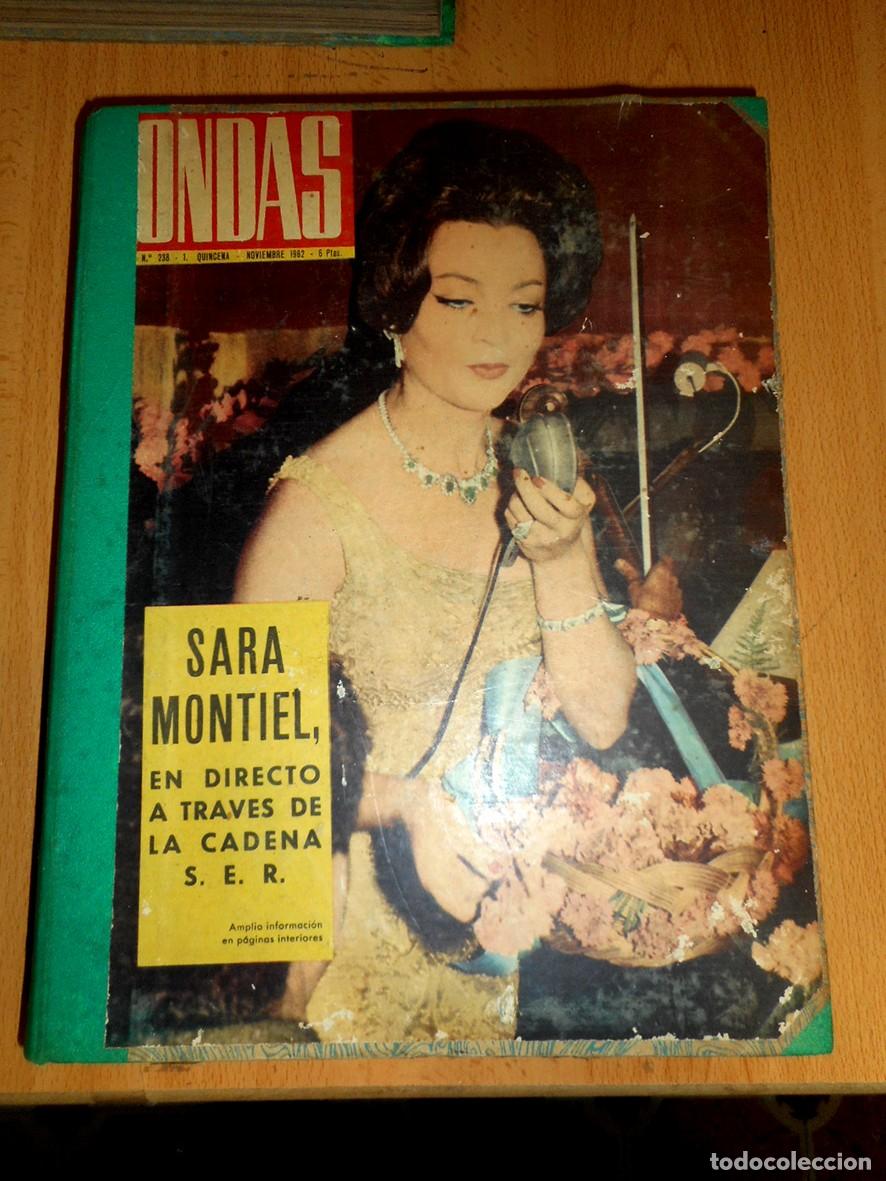 ONDAS
N.º 238 - 1. QUINCENA - NOVIEMBRE 1962 - 6 Ptas.
SARA
MONTIEL,
EN DIRECTO
A TRAVES DE
LA CADENA
S. E. R.
Amplia información
en páginas interiores
todocoleccion